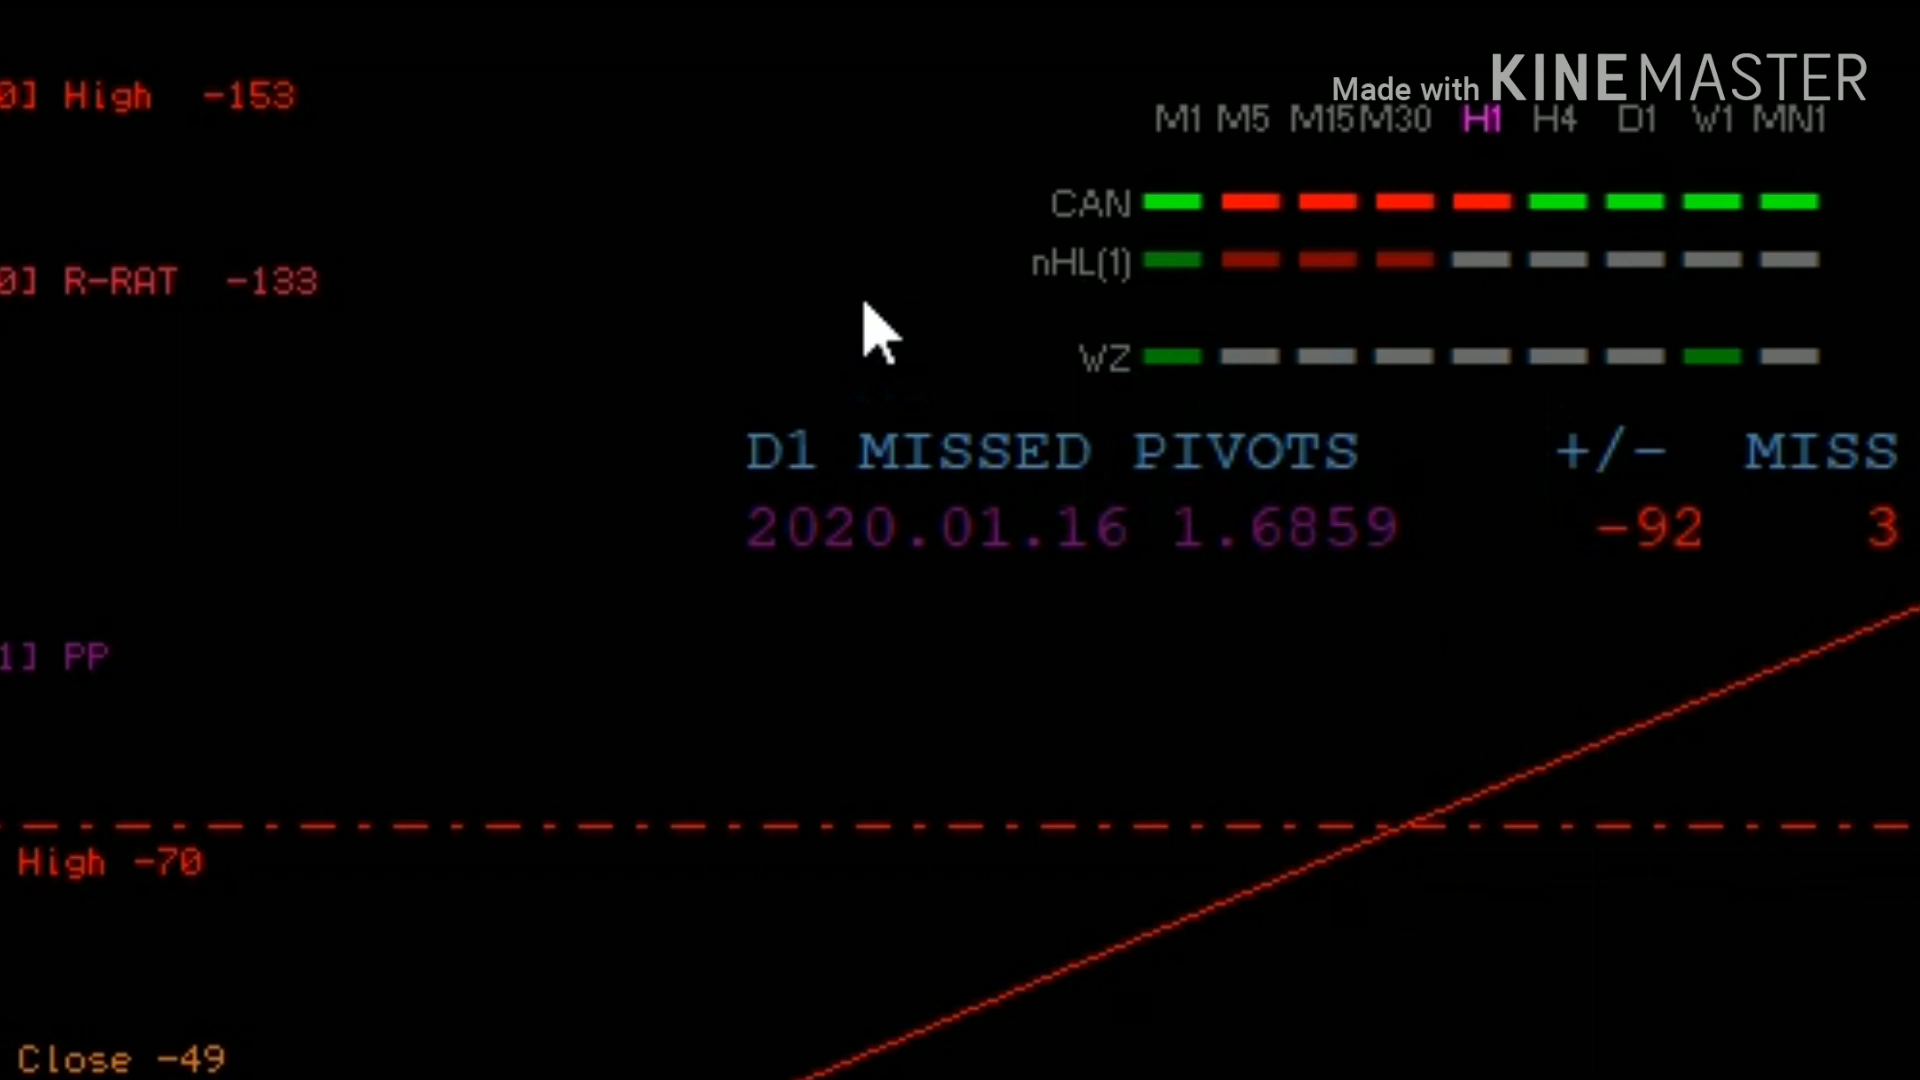 Made with KINEMASTER
0] High -153
M1 M5 M15 M30 H1 H4 D1 W1 MN1
CAN
nHL(1)
0] R-RAT -133
WZ
D1 MISSED PIVOTS +/- MISS
2020.01.16 1.6859 -92 3
1] PP
High -70
Close -49